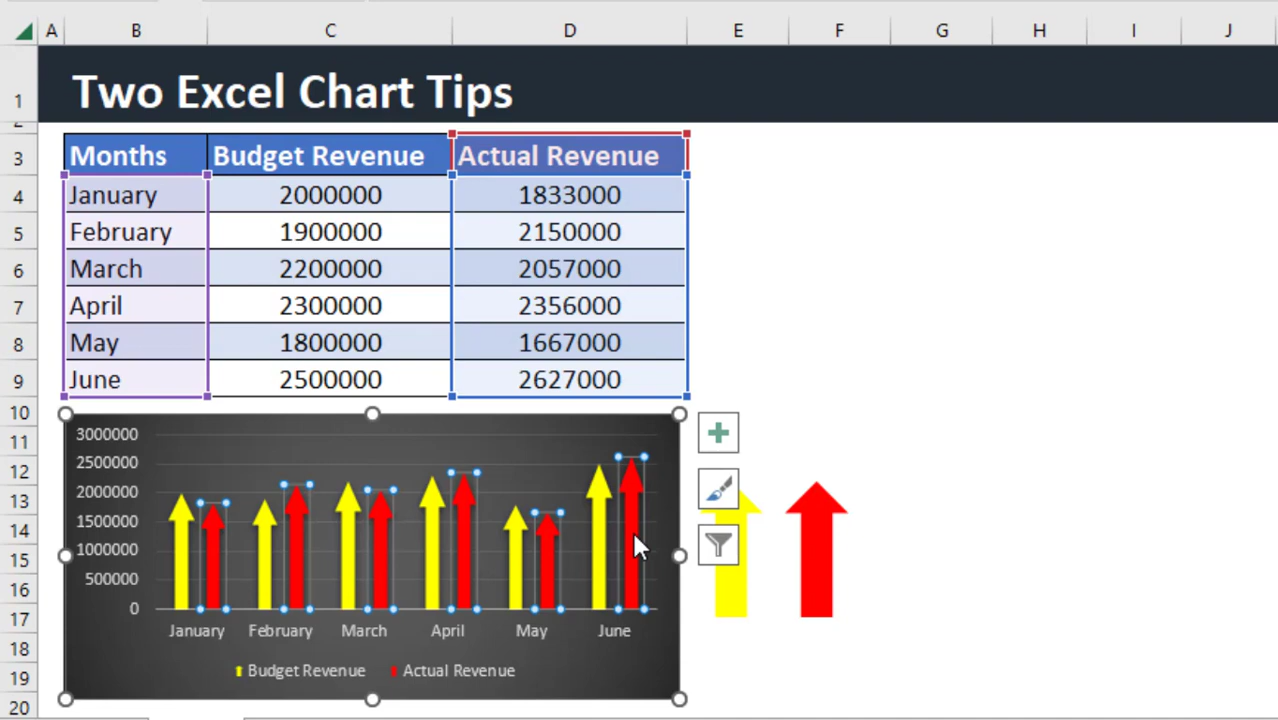 A B C D E F G H I J
1 Two Excel Chart Tips
2
3 Months Budget Revenue Actual Revenue
4 January 2000000 1833000
5 February 1900000 2150000
6 March 2200000 2057000
7 April 2300000 2356000
8 May 1800000 1667000
9 June 2500000 2627000
10
11 3000000
12 2500000
13 2000000
14 1500000
15 1000000
16 500000
17 0
18 January February March April May June
19 Budget Revenue Actual Revenue
20